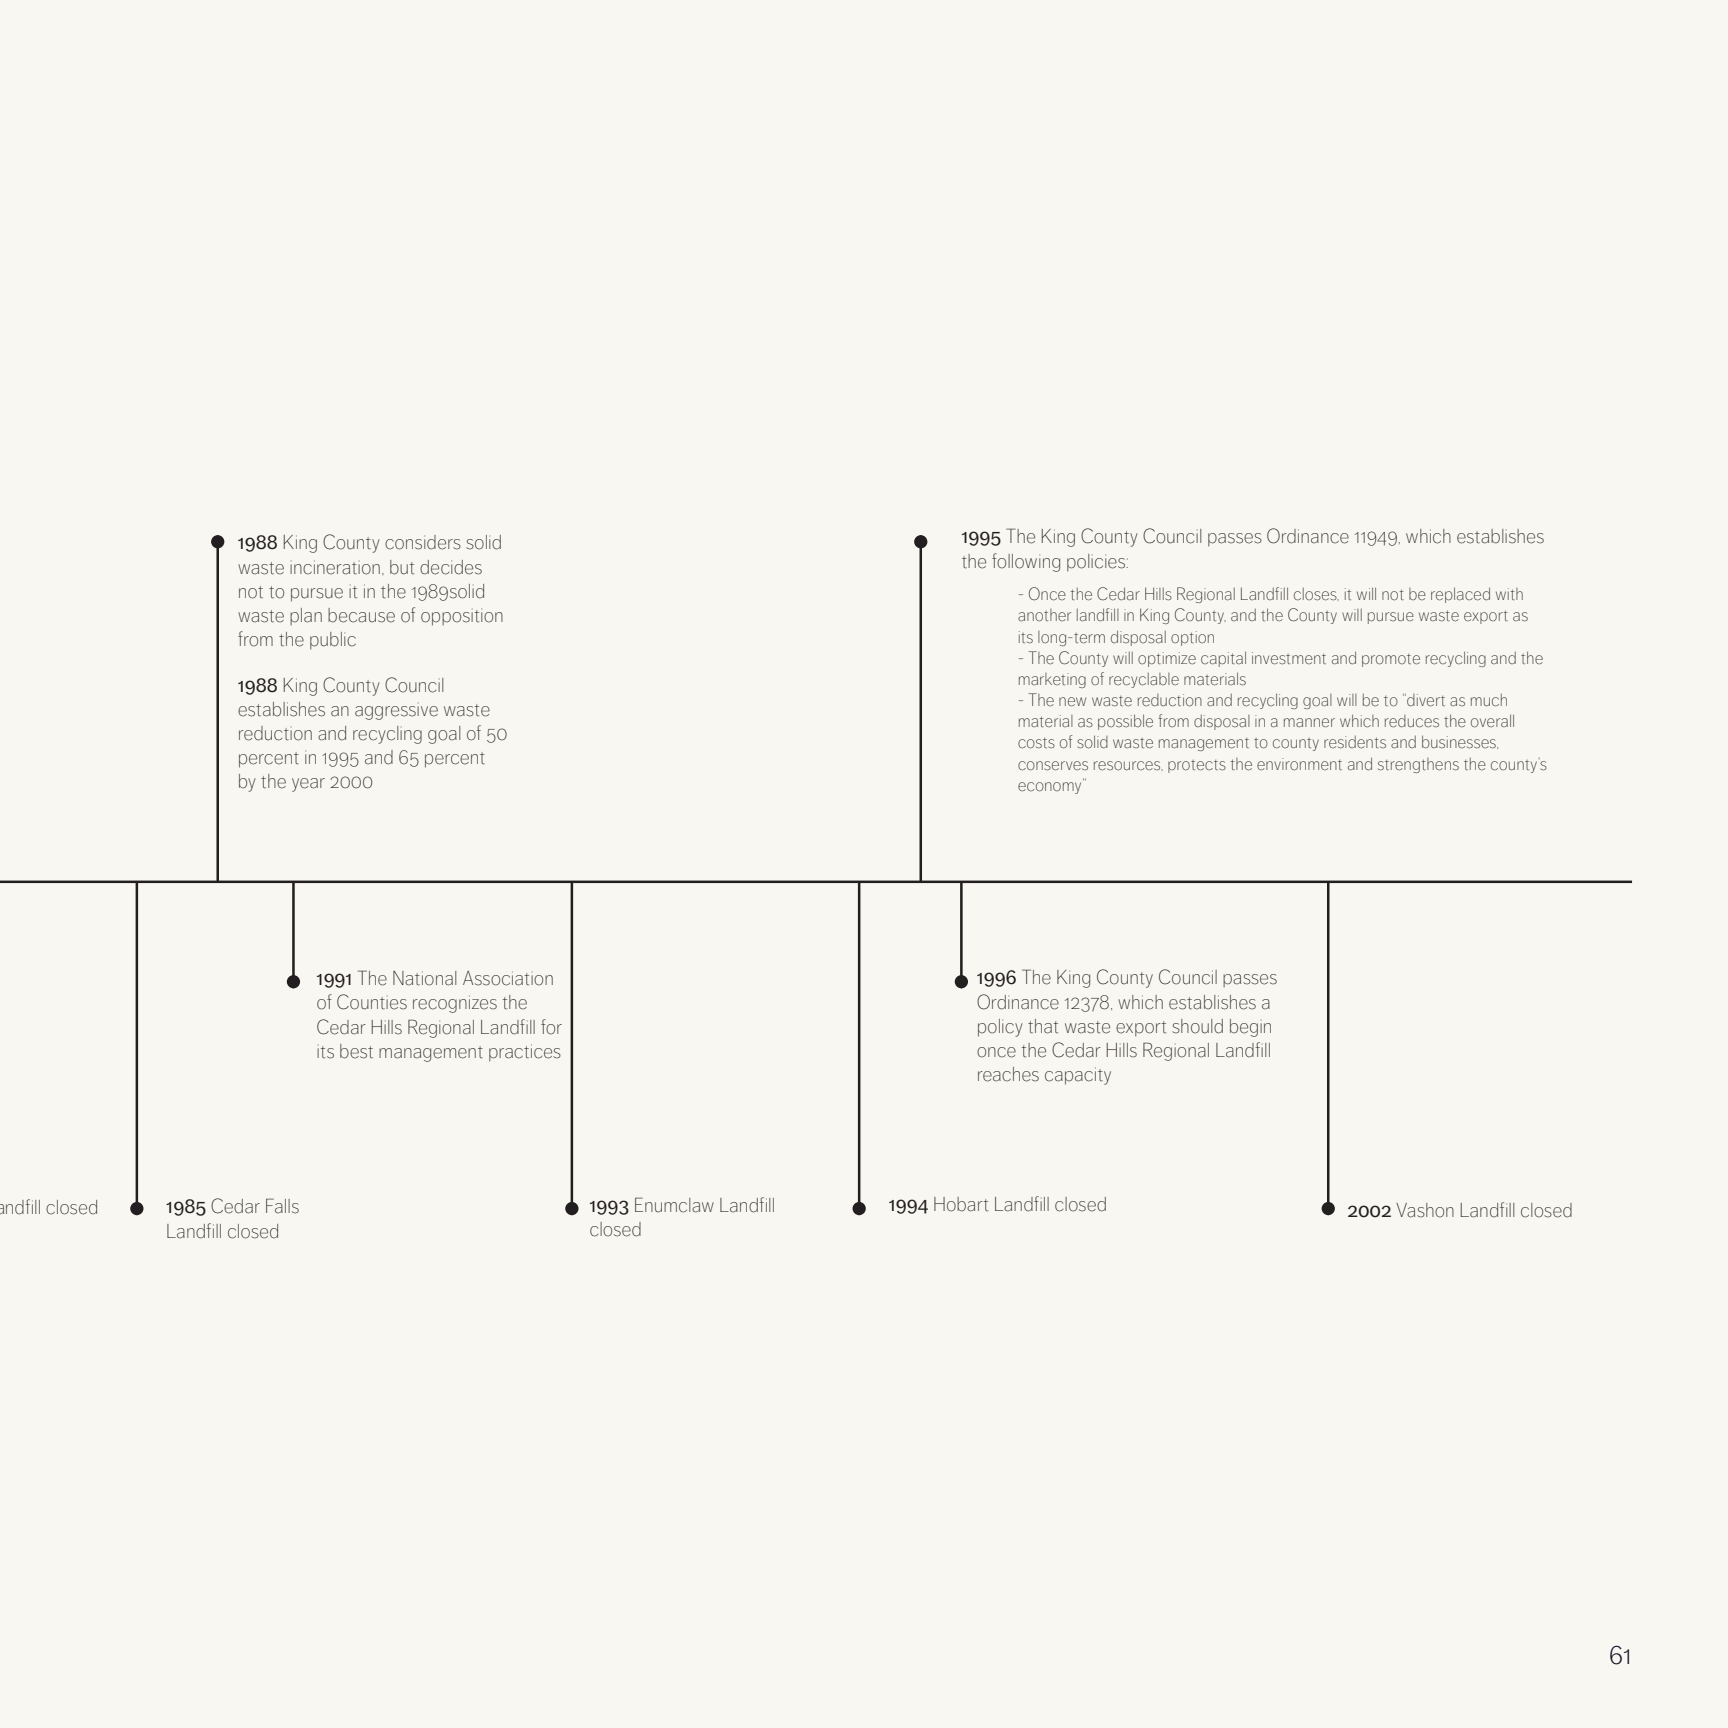 1988 King County considers solid
waste incineration, but decides
not to pursue it in the 1989solid
waste plan because of opposition
from the public
1988 King County Council
establishes an aggressive waste
reduction and recycling goal of 50
percent in 1995 and 65 percent
by the year 2000
1995 The King County Council passes Ordinance 11949, which establishes
the following policies:
- Once the Cedar Hills Regional Landfill closes, it will not be replaced with
another landfill in King County, and the County will pursue waste export as
its long-term disposal option
- The County will optimize capital investment and promote recycling and the
marketing of recyclable materials
- The new waste reduction and recycling goal will be to “divert as much
material as possible from disposal in a manner which reduces the overall
costs of solid waste management to county residents and businesses,
conserves resources, protects the environment and strengthens the county’s
economy”
1991 The National Association
of Counties recognizes the
Cedar Hills Regional Landfill for
its best management practices
1996 The King County Council passes
Ordinance 12378, which establishes a
policy that waste export should begin
once the Cedar Hills Regional Landfill
reaches capacity
andfill closed
1985 Cedar Falls
Landfill closed
1993 Enumclaw Landfill
closed
1994 Hobart Landfill closed
2002 Vashon Landfill closed
61